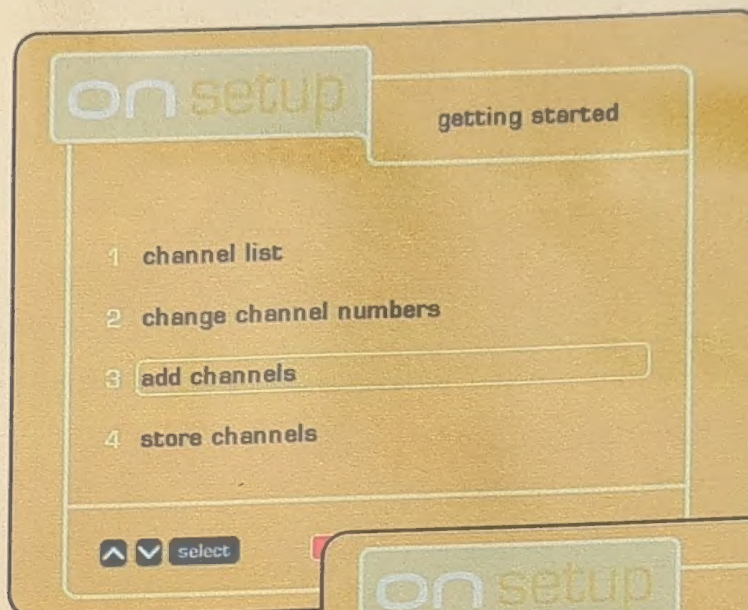 on setup
getting started
1 channel list
2 change channel numbers
3 add channels
4 store channels
select
on setup